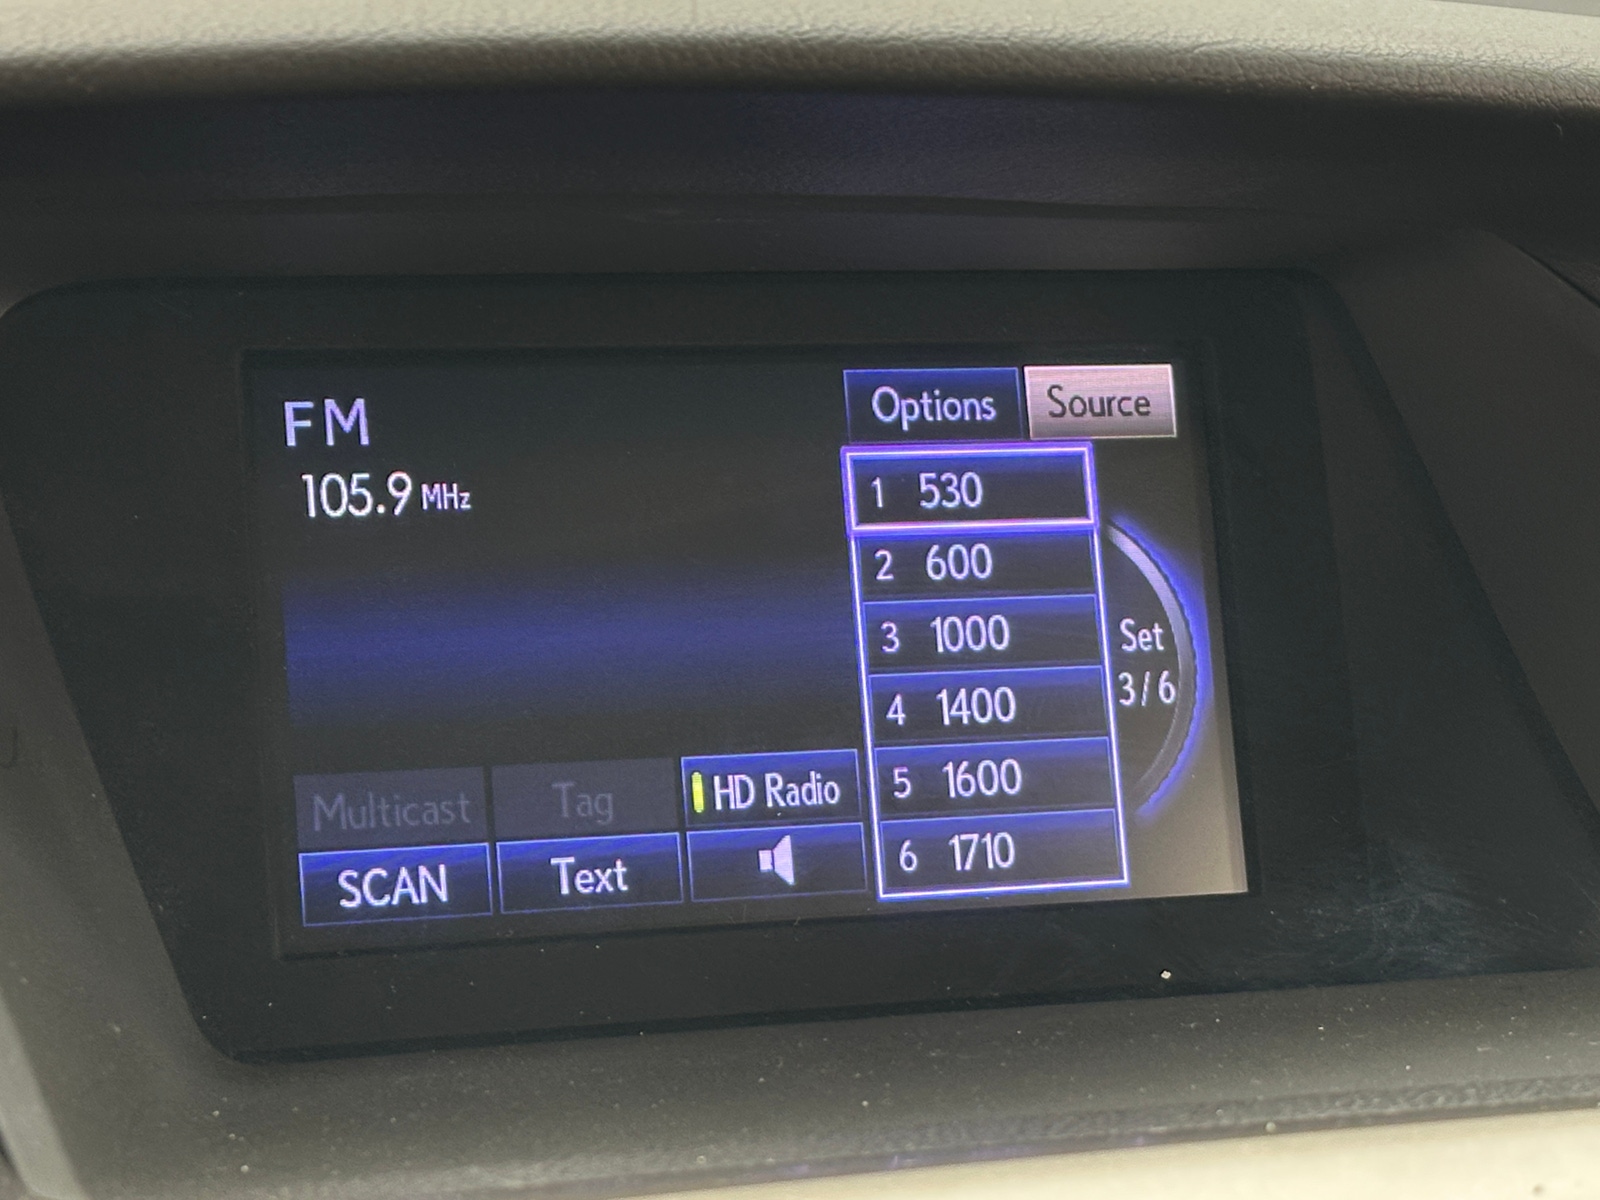 FM
105.9 MHz
Options
Source
1 530
2 600
3 1000
4 1400
5 1600
6 1710
Set
3/6
Multicast
Tag
HD Radio
SCAN
Text